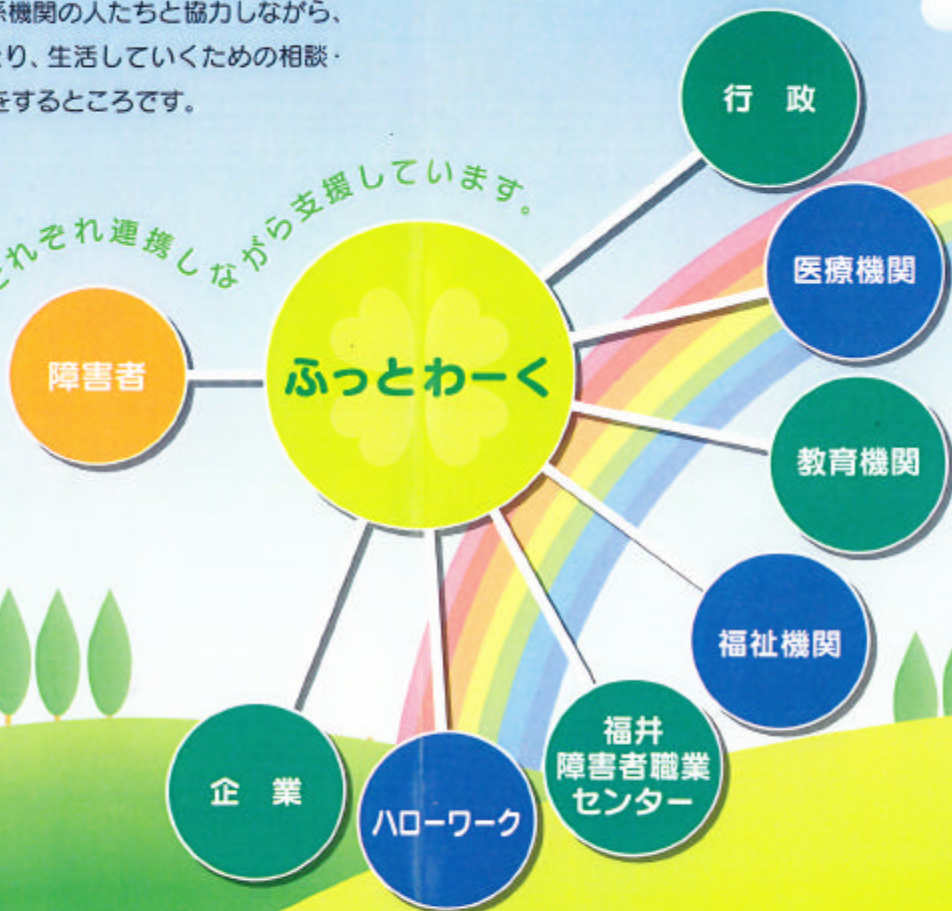 係機関の人たちと協力しながら、
り、生活していくための相談・
をするところです。
れぞれ連携しながら支援しています。
行 政
医療機関
障害者
ふっとわーく
教育機関
福祉機関
福井
障害者職業
センター
企 業
ハローワーク